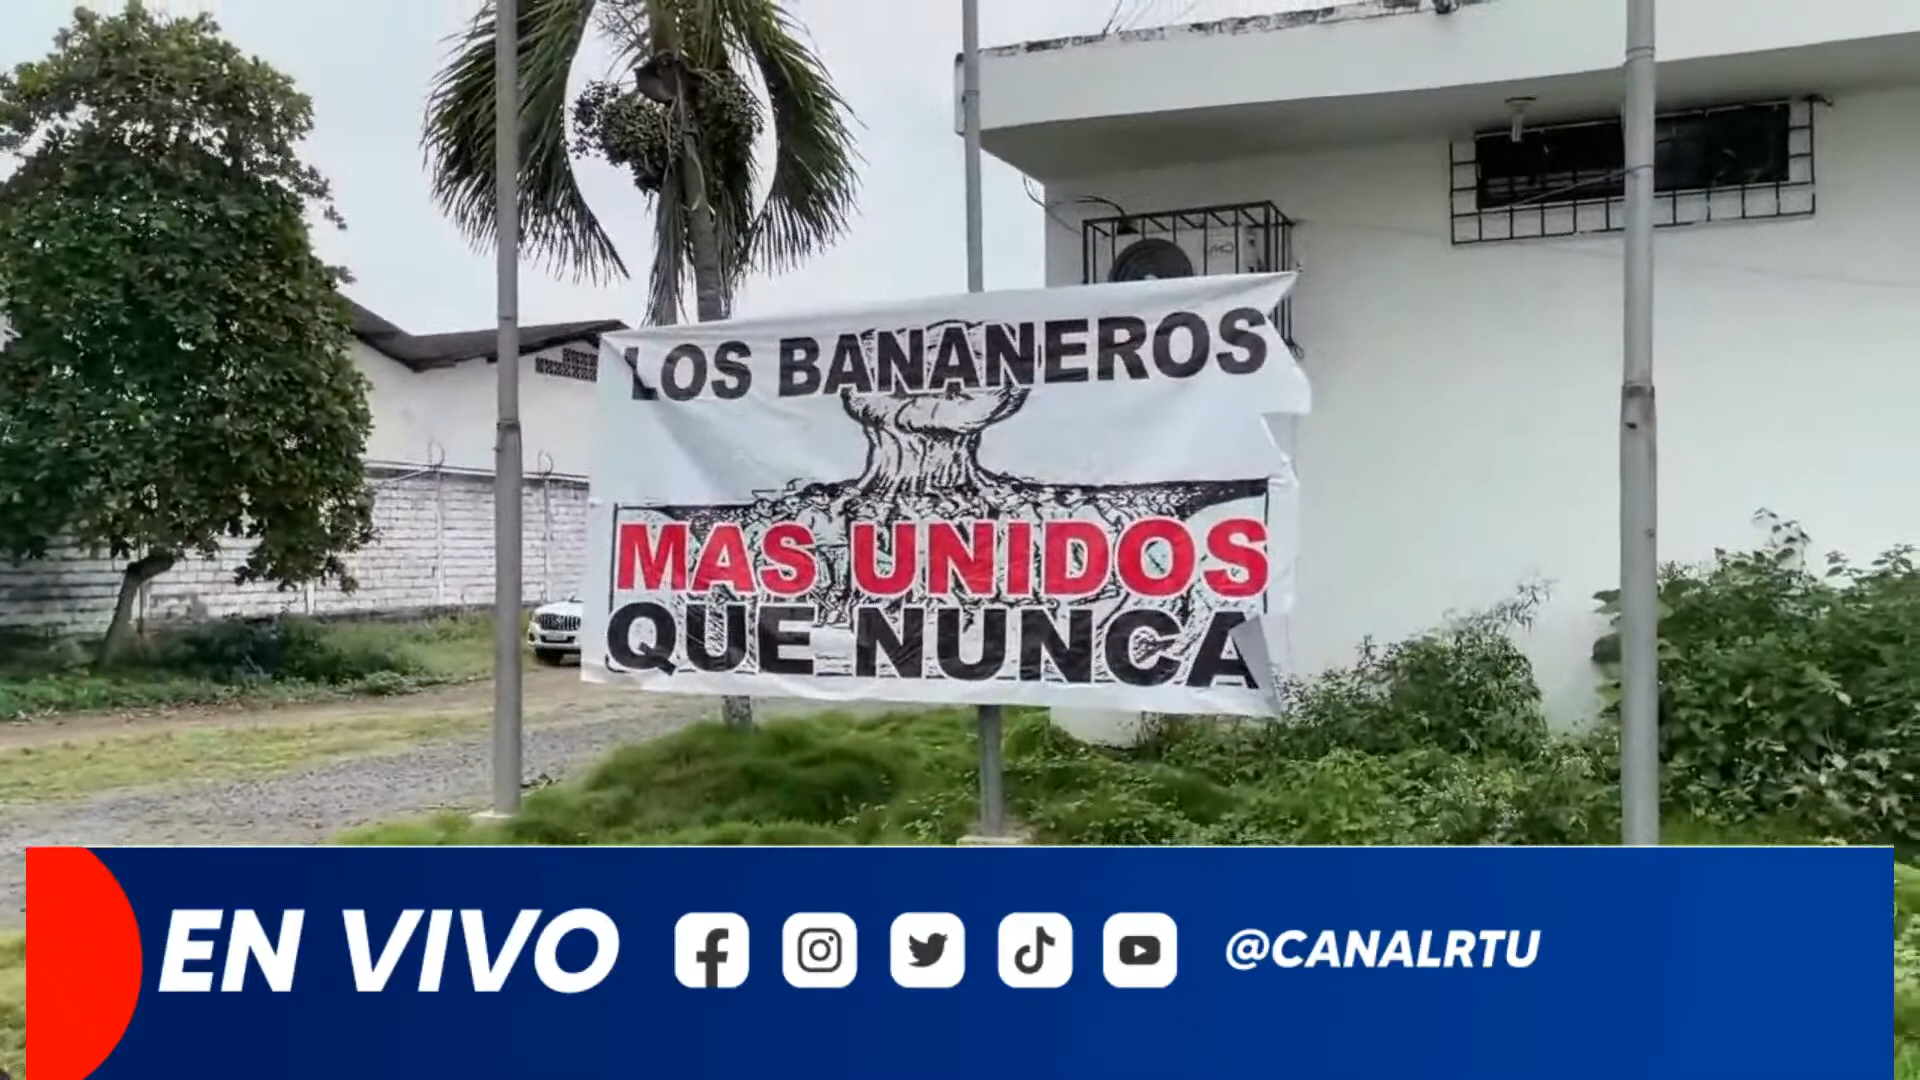 LOS BANANEROS
MAS UNIDOS
QUE NUNCA
EN VIVO
@CANALRTU